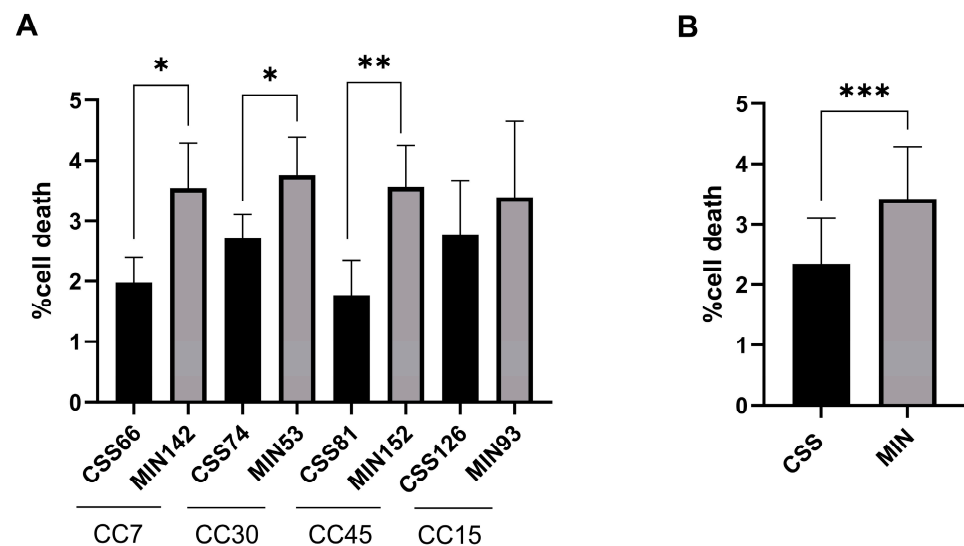 A
B
*
*
**
***
%cell death
5
4
3
2
1
0
CSS66
MIN142
CSS74
MIN53
CSS81
MIN152
CSS126
MIN93
CC7
CC30
CC45
CC15
%cell death
5
4
3
2
1
0
CSS
MIN